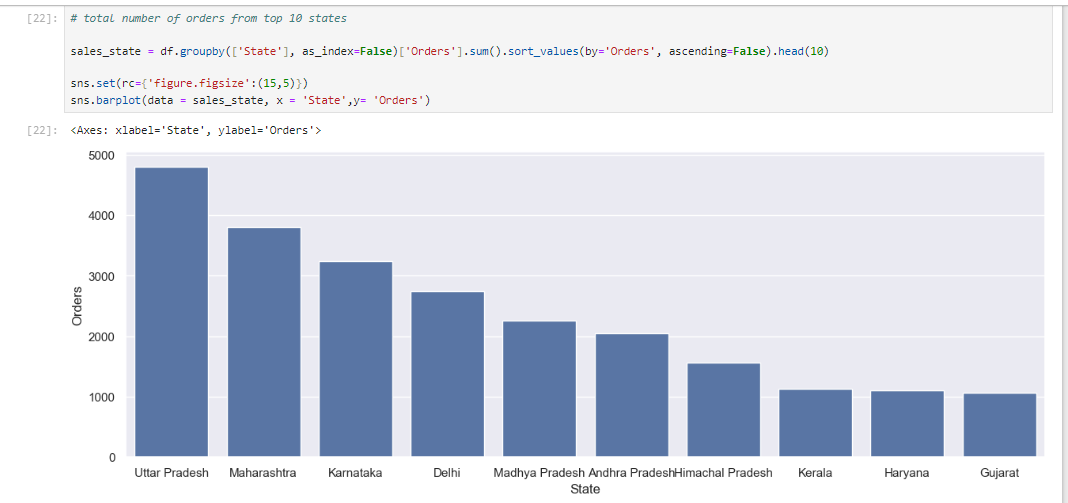 [22]: # total number of orders from top 10 states
sales_state = df.groupby(['State'], as_index=False)['Orders'].sum().sort_values(by='Orders', ascending=False).head(10)
sns.set(rc={'figure.figsize':(15,5)})
sns.barplot(data = sales_state, x = 'State',y= 'Orders')
[22]: <Axes: xlabel='State', ylabel='Orders'>
5000
4000
3000
2000
1000
0
Orders
Uttar Pradesh Maharashtra Karnataka Delhi Madhya Pradesh Andhra Pradesh Himachal Pradesh Kerala Haryana Gujarat
State